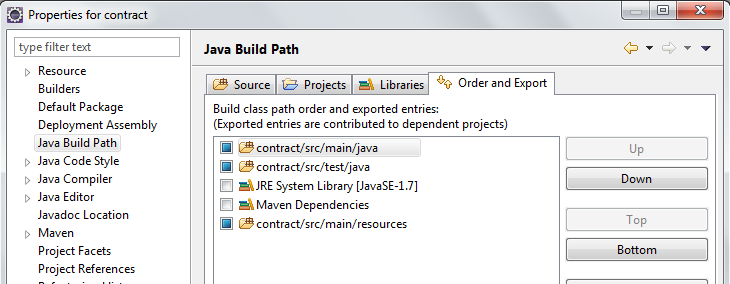 Properties for contract
type filter text
Resource
Builders
Default Package
Deployment Assembly
Java Build Path
Java Code Style
Java Compiler
Java Editor
Javadoc Location
Maven
Project Facets
Project References
Java Build Path
Source Projects Libraries Order and Export
Build class path order and exported entries:
(Exported entries are contributed to dependent projects)
contract/src/main/java
contract/src/test/java
JRE System Library [JavaSE-1.7]
Maven Dependencies
contract/src/main/resources
Up
Down
Top
Bottom